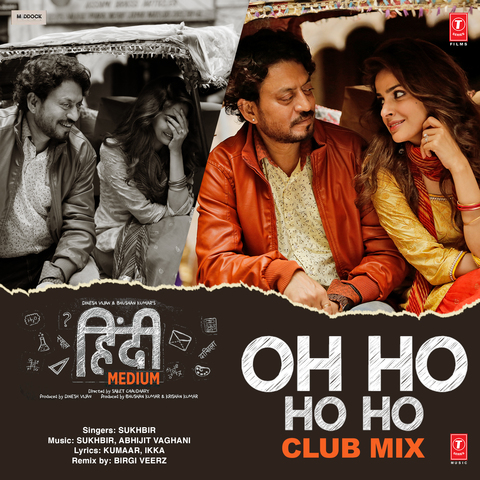 MADDOCK
T
SERIES
FILMS
DINESH VIJAN & BHUSHAN KUMAR'S
हिंदी
MEDIUM
Directed by SAKET CHAUDHARY
Produced by DINESH VIJAN Produced by BHUSHAN KUMAR & KRISHAN KUMAR
Singers: SUKHBIR
Music: SUKHBIR, ABHIJIT VAGHANI
Lyrics: KUMAAR, IKKA
Remix by: BIRGI VEERZ
OH HO
HO HO
CLUB MIX
T
SERIES
MUSIC